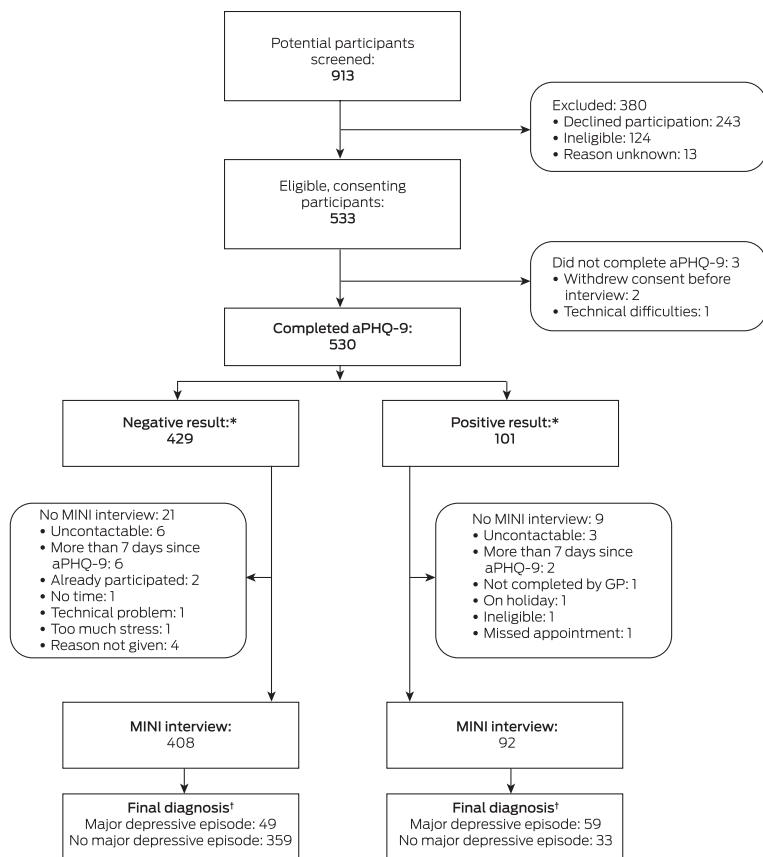 Potential participants
screened:
913
Excluded: 380
• Declined participation: 243
• Ineligible: 124
• Reason unknown: 13
Eligible, consenting
participants:
533
Did not complete aPHQ-9: 3
• Withdrew consent before
interview: 2
• Technical difficulties: 1
Completed aPHQ-9:
530
Negative result:*
429
Positive result:*
101
No MINI interview: 21
• Uncontactable: 6
• More than 7 days since
aPHQ-9: 6
• Already participated: 2
• No time: 1
• Technical problem: 1
• Too much stress: 1
• Reason not given: 4
No MINI interview: 9
• Uncontactable: 3
• More than 7 days since
aPHQ-9: 2
• Not completed by GP: 1
• On holiday: 1
• Ineligible: 1
• Missed appointment: 1
MINI interview:
408
MINI interview:
92
Final diagnosis†
Major depressive episode: 49
No major depressive episode: 359
Final diagnosis†
Major depressive episode: 59
No major depressive episode: 33